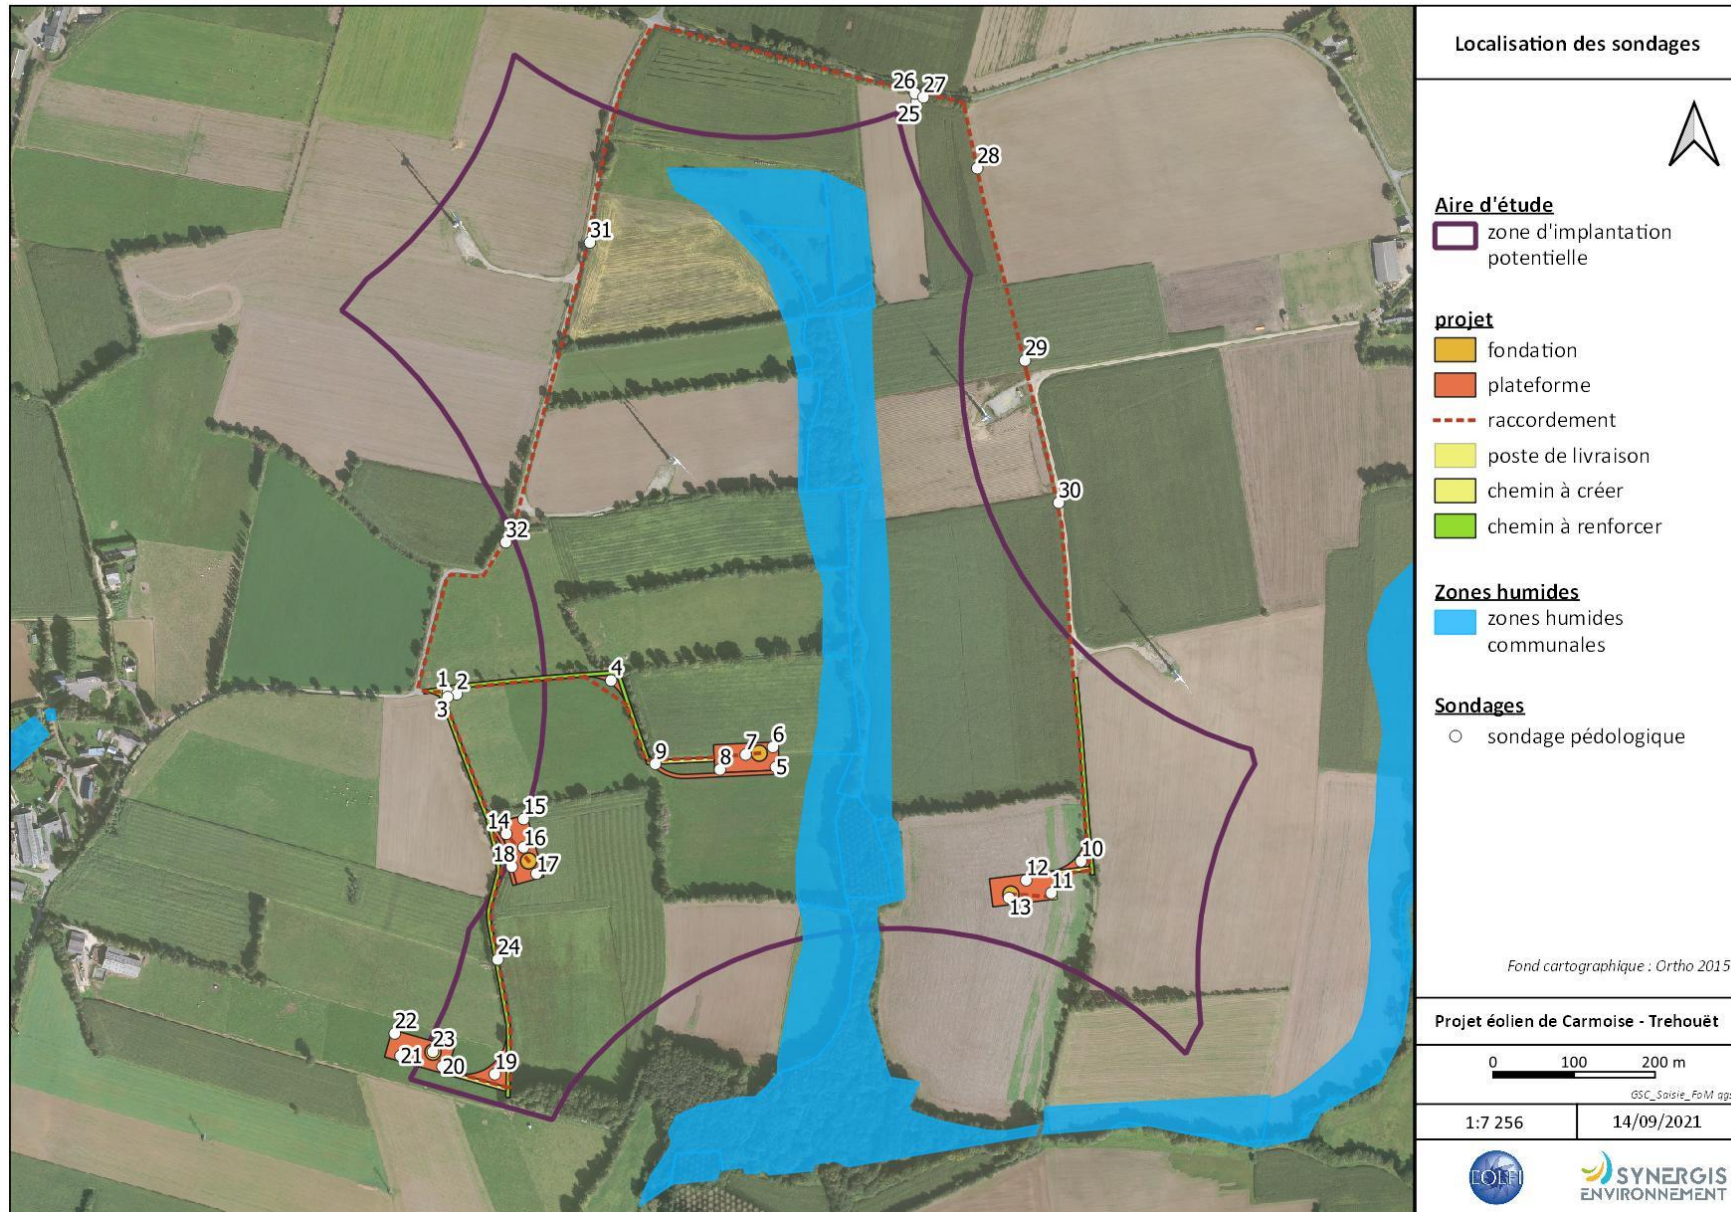 Localisation des sondages
Aire d'étude
zone d'implantation
potentielle
projet
fondation
plateforme
raccordement
poste de livraison
chemin à créer
chemin à renforcer
Zones humides
zones humides
communales
Sondages
sondage pédologique
Fond cartographique : Ortho 2015
Projet éolien de Carmoise - Trehouët
0 100 200 m
GSC_Saisie_FoM qgs
1:7 256
14/09/2021
EOLFI
SYNERGIS
ENVIRONNEMENT
26
27
25
28
31
29
30
32
4
1
2
3
6
7
9
8
5
15
14
16
18
17
10
12
11
13
24
22
23
21
20
19